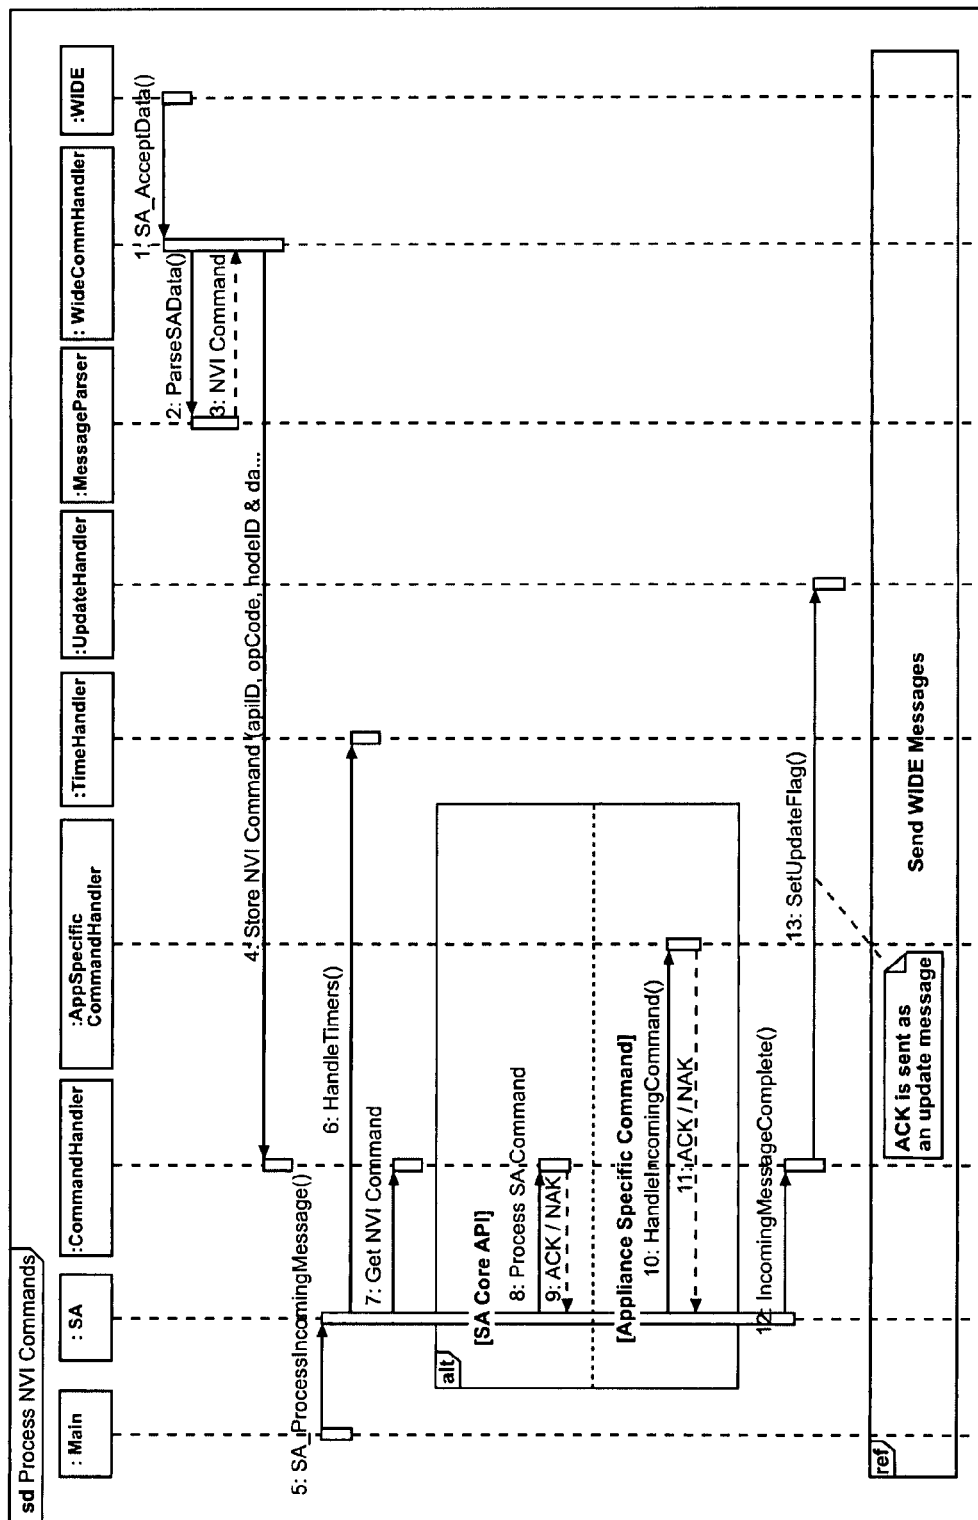 sd Process NVI Commands
: Main
: SA
:CommandHandler
:AppSpecific
CommandHandler
:TimeHandler
:UpdateHandler
:MessageParser
: WideCommHandler
:WIDE
1: SA_AcceptData()
2: ParseSAData()
3: NVI Command
4: Store NVI Command (apiID, opCode, nodeID & da...
5: SA_ProcessIncomingMessage()
6: HandleTimers()
7: Get NVI Command
alt
[SA Core API]
8: Process SA Command
9: ACK / NAK
[Appliance Specific Command]
10: HandleIncomingCommand()
11: ACK / NAK
12: IncomingMessageComplete()
13: SetUpdateFlag()
ACK is sent as
an update message
ref
Send WIDE Messages